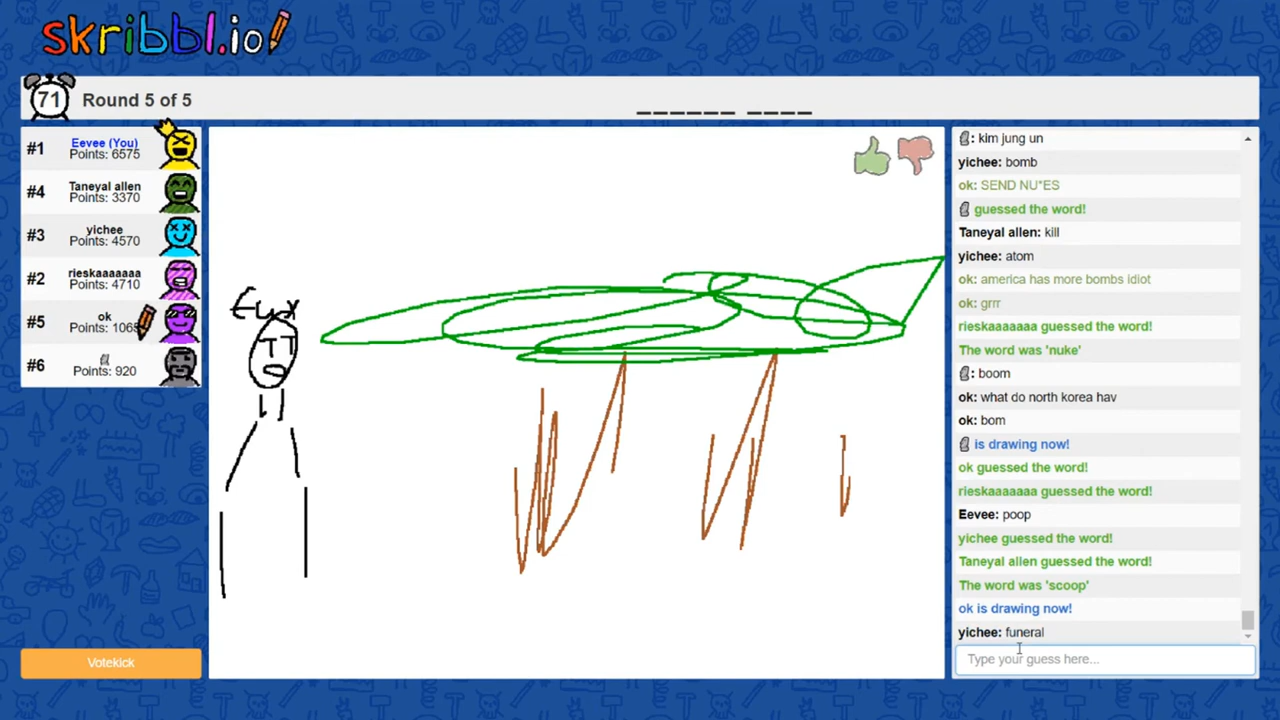 skribbl.io
71
Round 5 of 5
______ ____
#1
Eevee (You)
Points: 6575
#4
Taneyal allen
Points: 3370
#3
yichee
Points: 4570
#2
rieskaaaaaaa
Points: 4710
#5
ok
Points: 1065
#6
Points: 920
Votekick
: kim jung un
yichee: bomb
ok: SEND NU*ES
guessed the word!
Taneyal allen: kill
yichee: atom
ok: america has more bombs idiot
ok: grrr
rieskaaaaaaa guessed the word!
The word was 'nuke'
: boom
ok: what do north korea hav
ok: bom
is drawing now!
ok guessed the word!
rieskaaaaaaa guessed the word!
Eevee: poop
yichee guessed the word!
Taneyal allen guessed the word!
The word was 'scoop'
ok is drawing now!
yichee: funeral
Type your guess here...